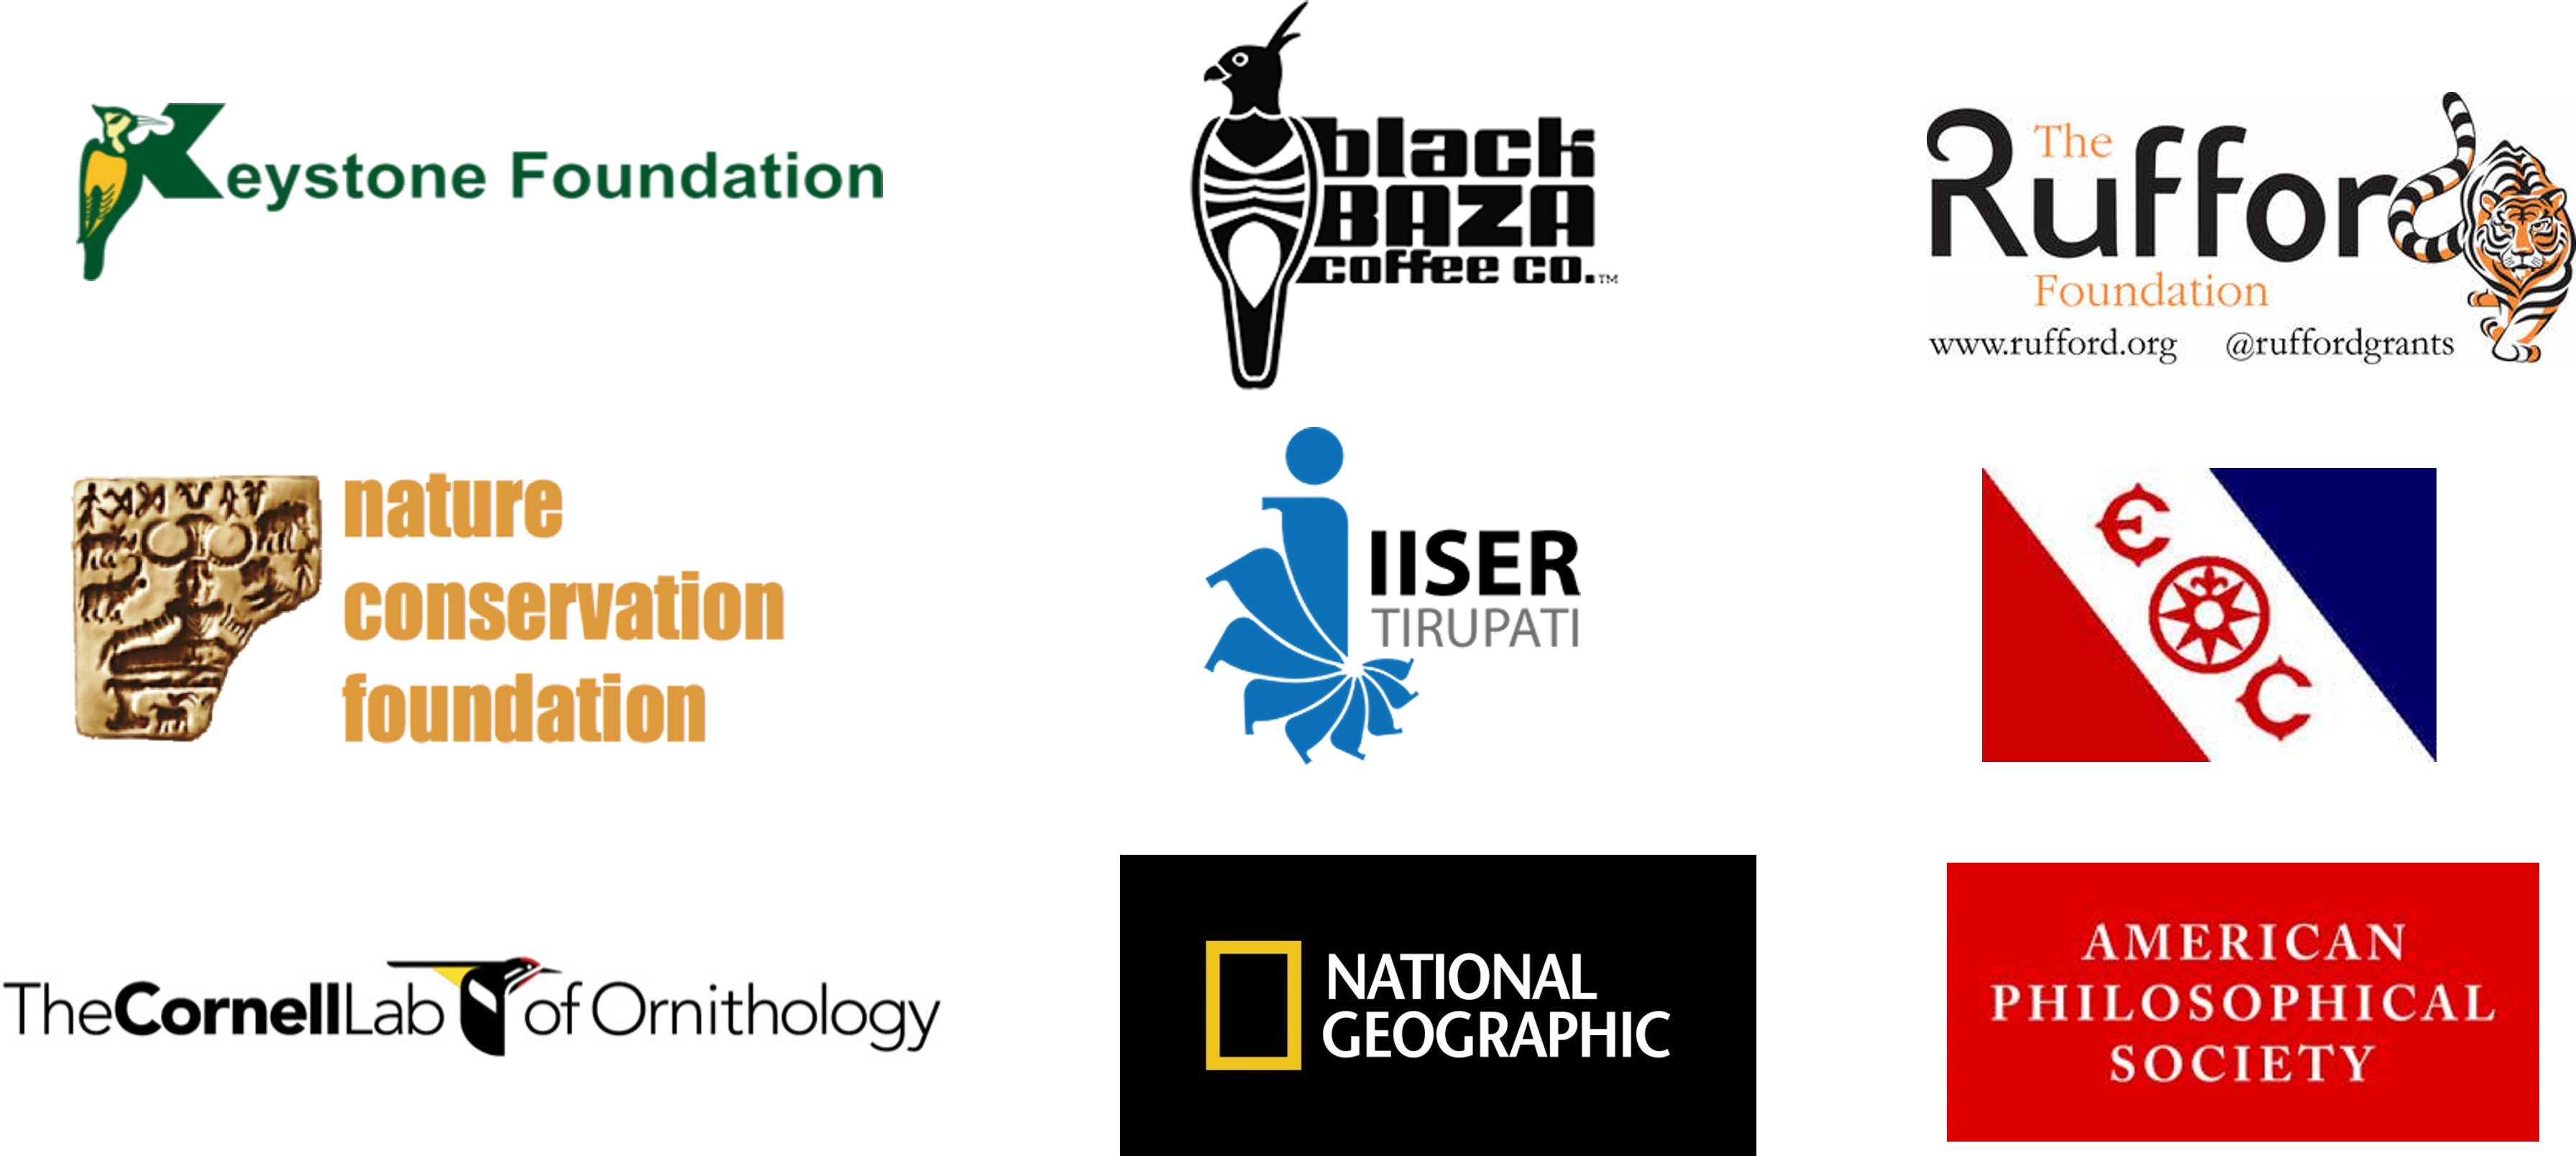 Keystone Foundation
black
BAZA
coffee co.™
The
Rufford
Foundation
www.rufford.org @ruffordgrants
nature
conservation
foundation
IISER
TIRUPATI
E
C
TheCornellLab of Ornithology
NATIONAL
GEOGRAPHIC
AMERICAN
PHILOSOPHICAL
SOCIETY